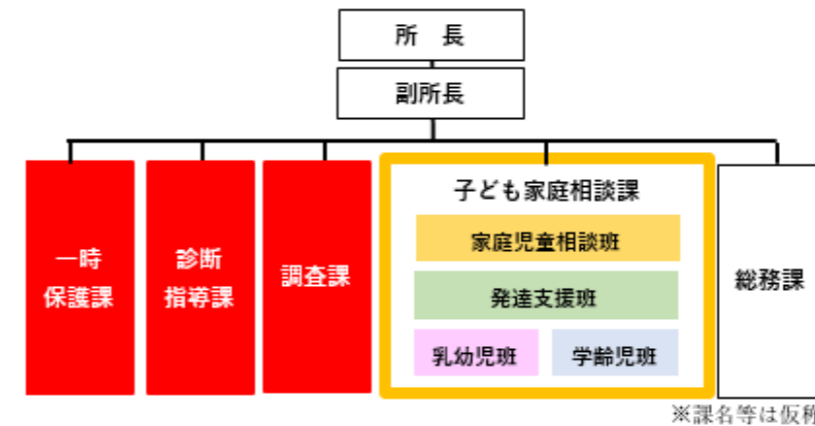 所　長
副所長
一時
保護課
診断
指導課
調査課
子ども家庭相談課
家庭児童相談班
発達支援班
乳幼児班
学齢児班
総務課
※課名等は仮称